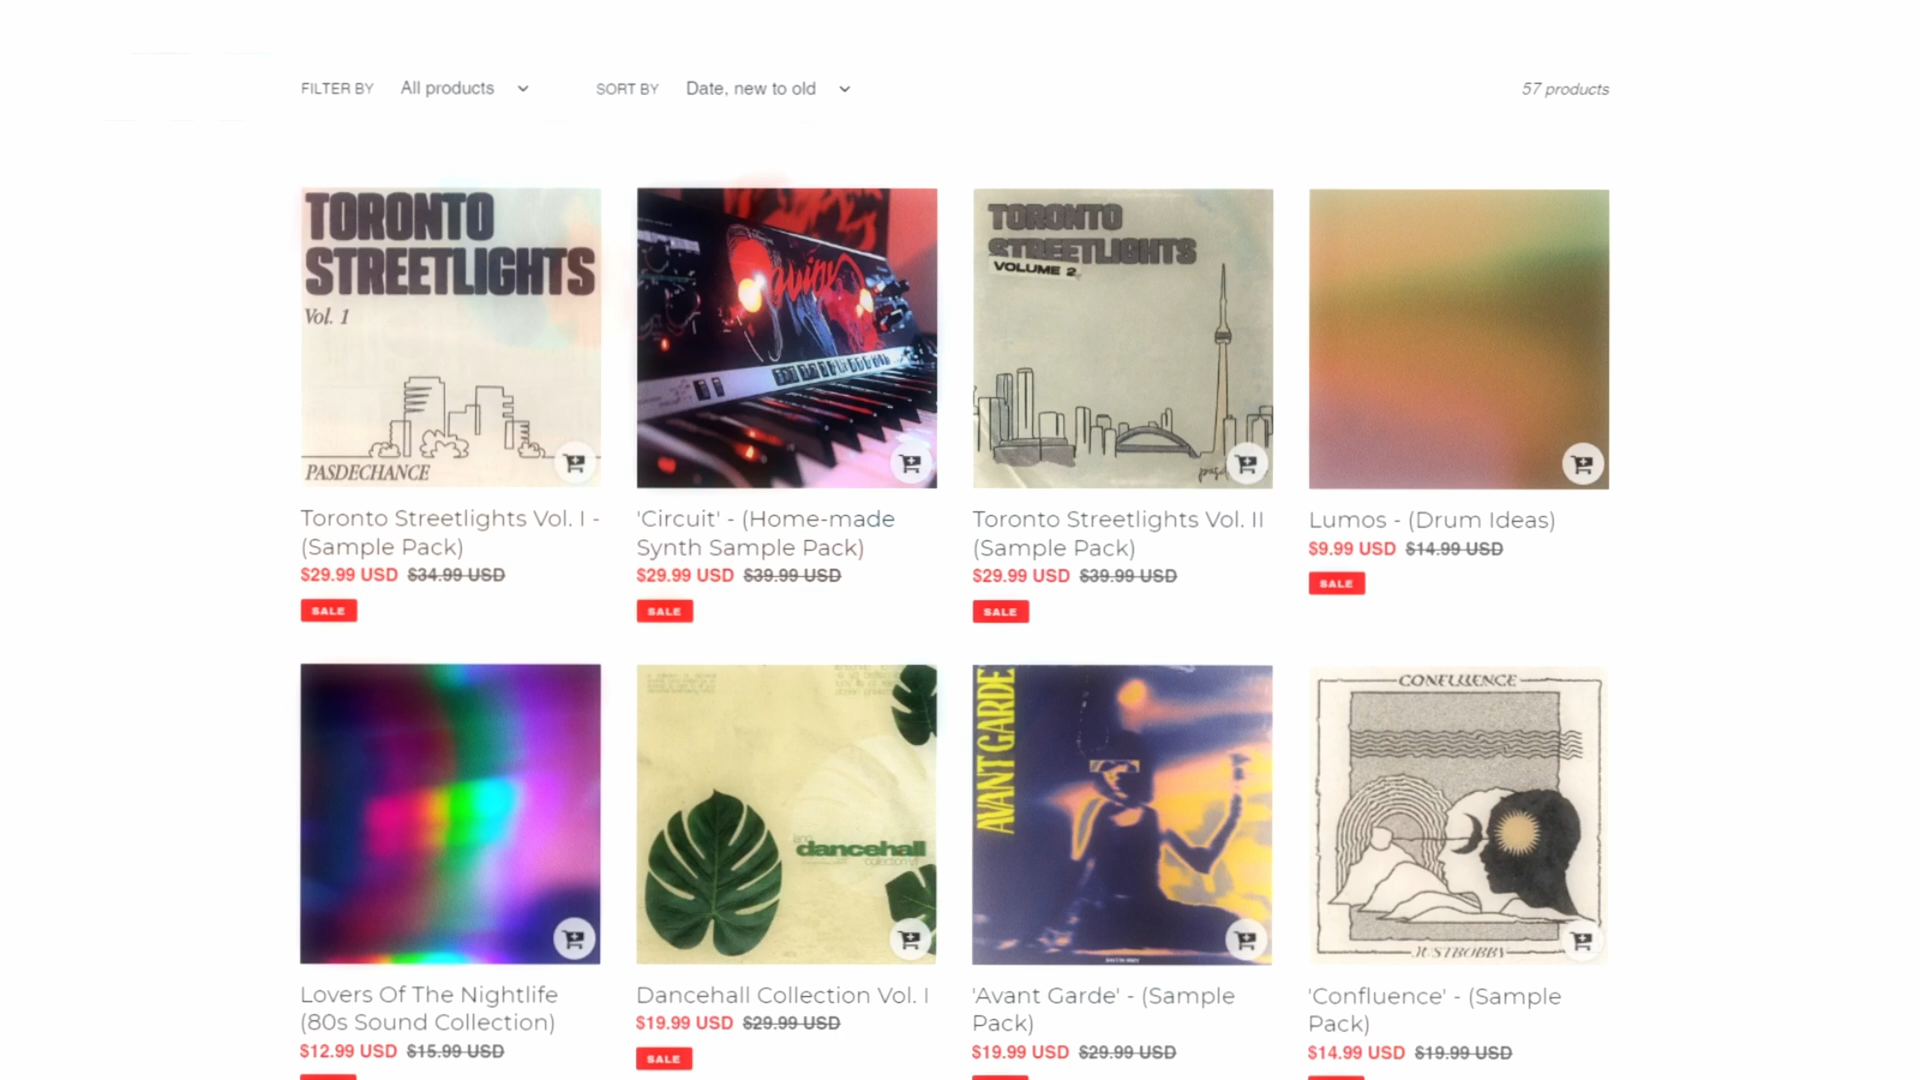 FILTER BY All products SORT BY Date, new to old 57 products
TORONTO
STREETLIGHTS
Vol. 1
PASDECHANCE
TORONTO
STREETLIGHTS
VOLUME 2
Toronto Streetlights Vol. I -
(Sample Pack)
$29.99 USD $34.99 USD
SALE
'Circuit' - (Home-made
Synth Sample Pack)
$29.99 USD $39.99 USD
SALE
Toronto Streetlights Vol. II
(Sample Pack)
$29.99 USD $39.99 USD
SALE
Lumos - (Drum Ideas)
$9.99 USD $14.99 USD
SALE
dancehall
AVANT GARDE
CONFLUENCE
JUSTROBBY
Lovers Of The Nightlife
(80s Sound Collection)
$12.99 USD $15.99 USD
Dancehall Collection Vol. I
$19.99 USD $29.99 USD
SALE
'Avant Garde' - (Sample
Pack)
$19.99 USD $29.99 USD
'Confluence' - (Sample
Pack)
$14.99 USD $19.99 USD